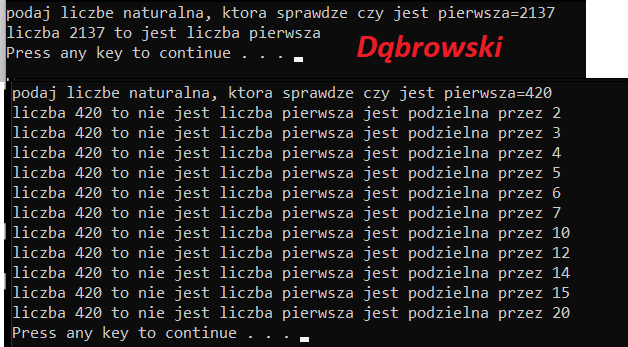 podaj liczbe naturalna, ktora sprawdze czy jest pierwsza=2137
liczba 2137 to jest liczba pierwsza
Press any key to continue . . .
Dąbrowski
podaj liczbe naturalna, ktora sprawdze czy jest pierwsza=420
liczba 420 to nie jest liczba pierwsza jest podzielna przez 2
liczba 420 to nie jest liczba pierwsza jest podzielna przez 3
liczba 420 to nie jest liczba pierwsza jest podzielna przez 4
liczba 420 to nie jest liczba pierwsza jest podzielna przez 5
liczba 420 to nie jest liczba pierwsza jest podzielna przez 6
liczba 420 to nie jest liczba pierwsza jest podzielna przez 7
liczba 420 to nie jest liczba pierwsza jest podzielna przez 10
liczba 420 to nie jest liczba pierwsza jest podzielna przez 12
liczba 420 to nie jest liczba pierwsza jest podzielna przez 14
liczba 420 to nie jest liczba pierwsza jest podzielna przez 15
liczba 420 to nie jest liczba pierwsza jest podzielna przez 20
Press any key to continue . . .